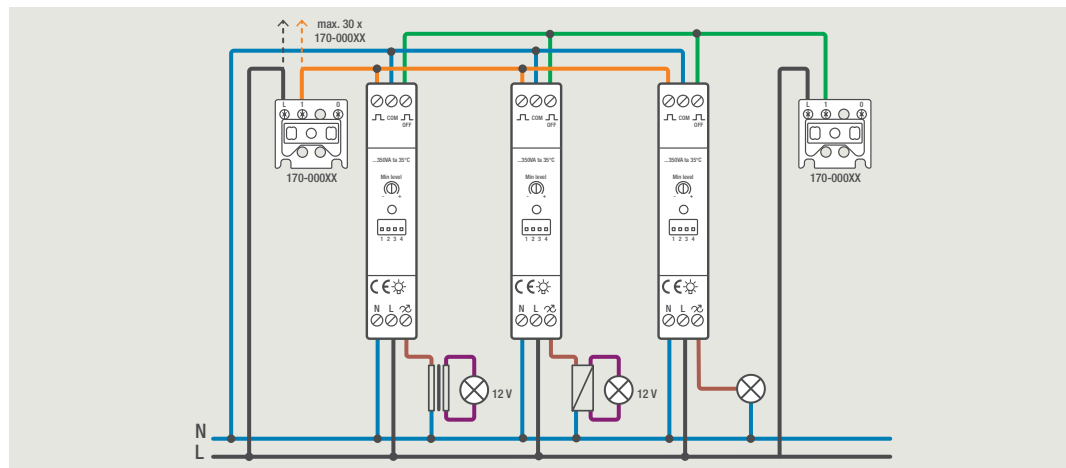 max. 30 x
170-000XX
L 1 0
170-000XX
COM
OFF
...350VA ta 35°C
Min level
- +
1 2 3 4
CE
N L
COM
OFF
...350VA ta 35°C
Min level
- +
1 2 3 4
CE
N L
COM
OFF
...350VA ta 35°C
Min level
- +
1 2 3 4
CE
N L
L 1 0
170-000XX
12 V
12 V
N
L